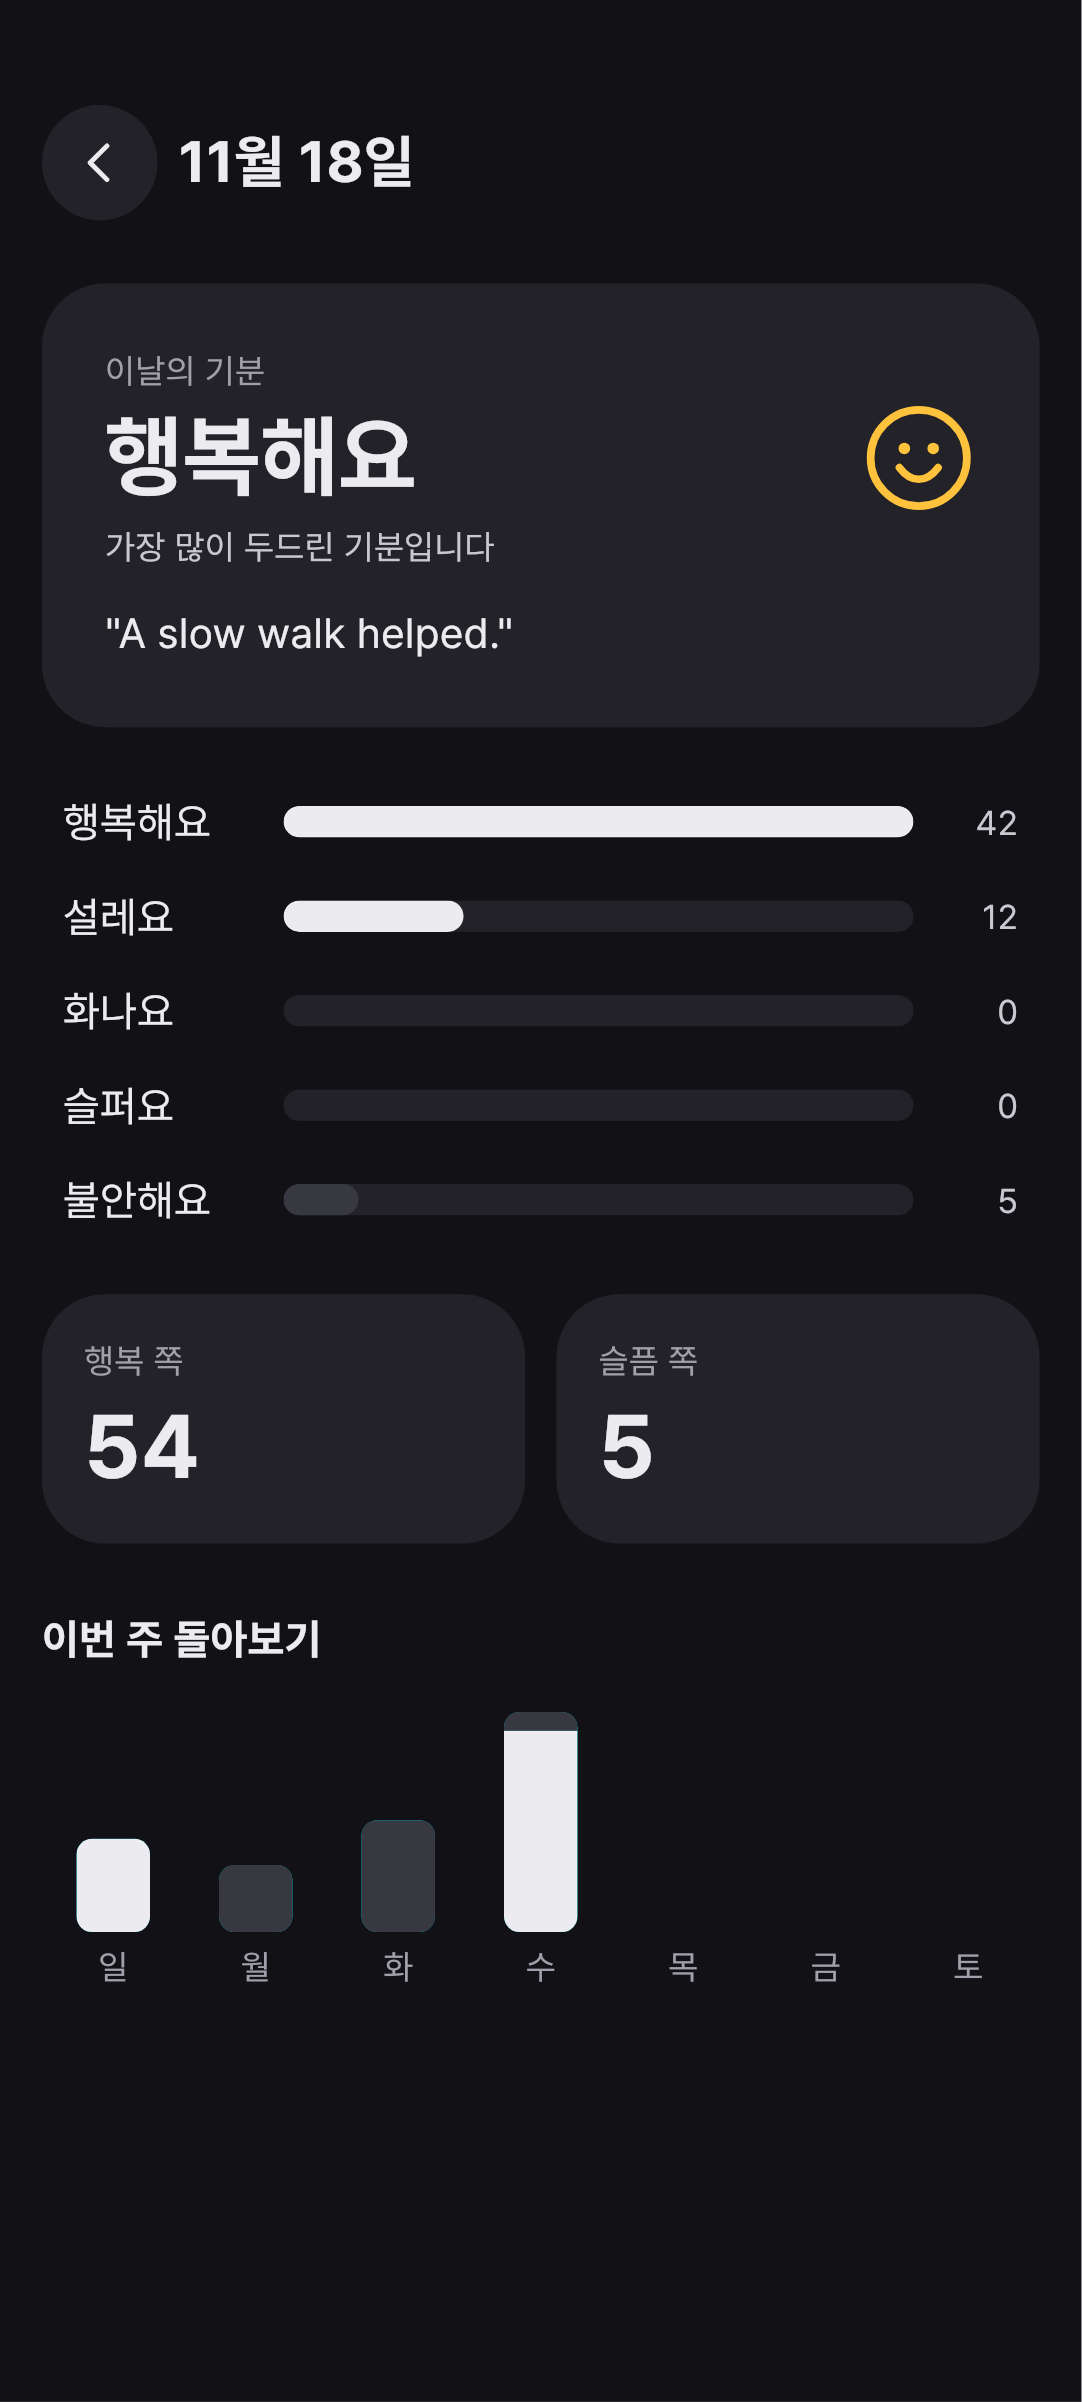 11월 18일
이날의 기분
행복해요
가장 많이 두드린 기분입니다
"A slow walk helped."
행복해요 42
설레요 12
화나요 0
슬퍼요 0
불안해요 5
행복 쪽
54
슬픔 쪽
5
이번 주 돌아보기
일 월 화 수 목 금 토